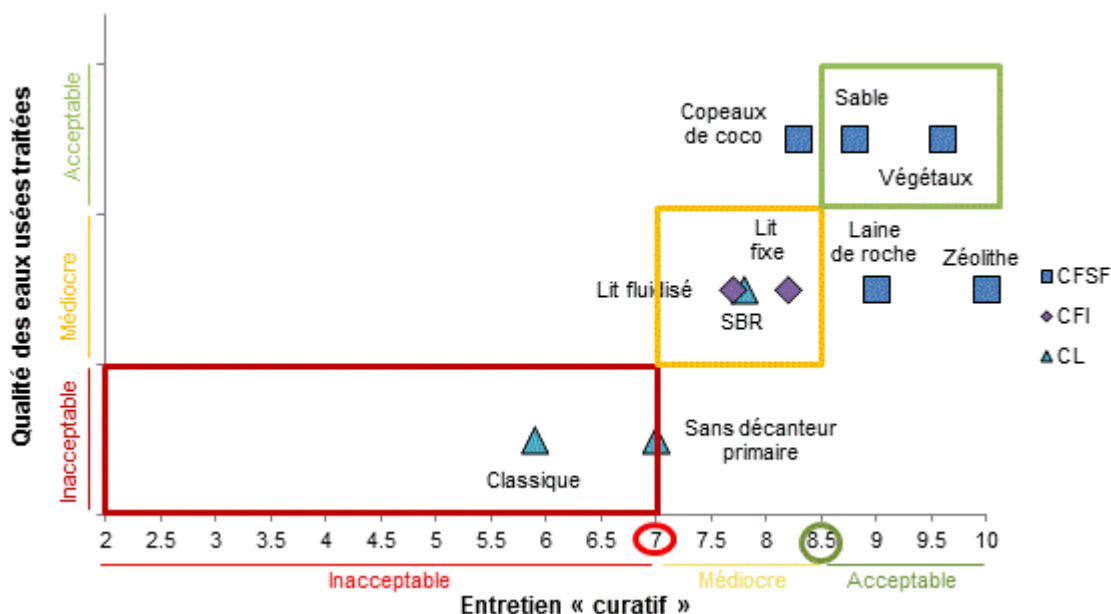 Qualité des eaux usées traitées
Acceptable
Médiocre
Inacceptable
Copeaux
de coco
Sable
Végétaux
Lit
fixe
Laine
de roche
Zéolithe
Lit fluidisé
SBR
CFSF
CFI
CL
Sans décanteur
primaire
Classique
2 2.5 3 3.5 4 4.5 5 5.5 6 6.5 7 7.5 8 8.5 9 9.5 10
Inacceptable Médiocre Acceptable
Entretien « curatif »